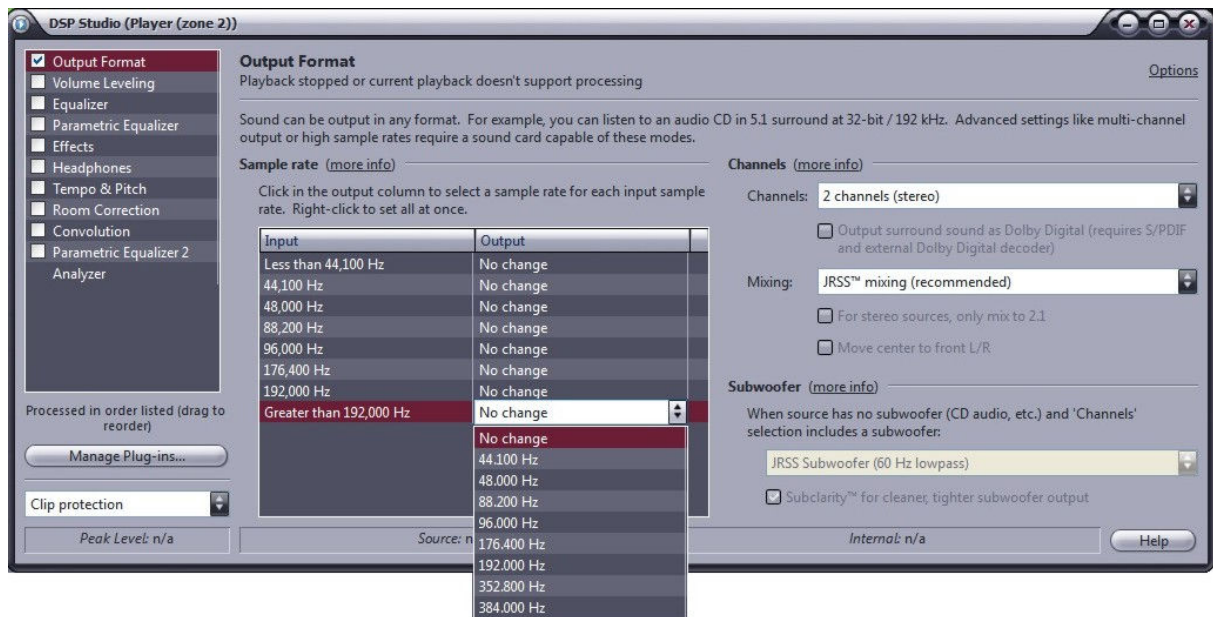 DSP Studio (Player (zone 2))
Output Format
Volume Leveling
Equalizer
Parametric Equalizer
Effects
Headphones
Tempo & Pitch
Room Correction
Convolution
Parametric Equalizer 2
Analyzer
Processed in order listed (drag to
reorder)
Manage Plug-ins...
Clip protection
Peak Level: n/a
Output Format
Playback stopped or current playback doesn't support processing
Options
Sound can be output in any format. For example, you can listen to an audio CD in 5.1 surround at 32-bit / 192 kHz. Advanced settings like multi-channel
output or high sample rates require a sound card capable of these modes.
Sample rate (more info)
Click in the output column to select a sample rate for each input sample
rate. Right-click to set all at once.
Input Output
Less than 44,100 Hz No change
44,100 Hz No change
48,000 Hz No change
88,200 Hz No change
96,000 Hz No change
176,400 Hz No change
192,000 Hz No change
Greater than 192,000 Hz No change
No change
44.100 Hz
48.000 Hz
88.200 Hz
96.000 Hz
176.400 Hz
192.000 Hz
352.800 Hz
384.000 Hz
Channels (more info)
Channels: 2 channels (stereo)
Output surround sound as Dolby Digital (requires S/PDIF
and external Dolby Digital decoder)
Mixing: JRSS™ mixing (recommended)
For stereo sources, only mix to 2.1
Move center to front L/R
Subwoofer (more info)
When source has no subwoofer (CD audio, etc.) and 'Channels'
selection includes a subwoofer:
JRSS Subwoofer (60 Hz lowpass)
Subclarity™ for cleaner, tighter subwoofer output
Source: n
Internal: n/a
Help